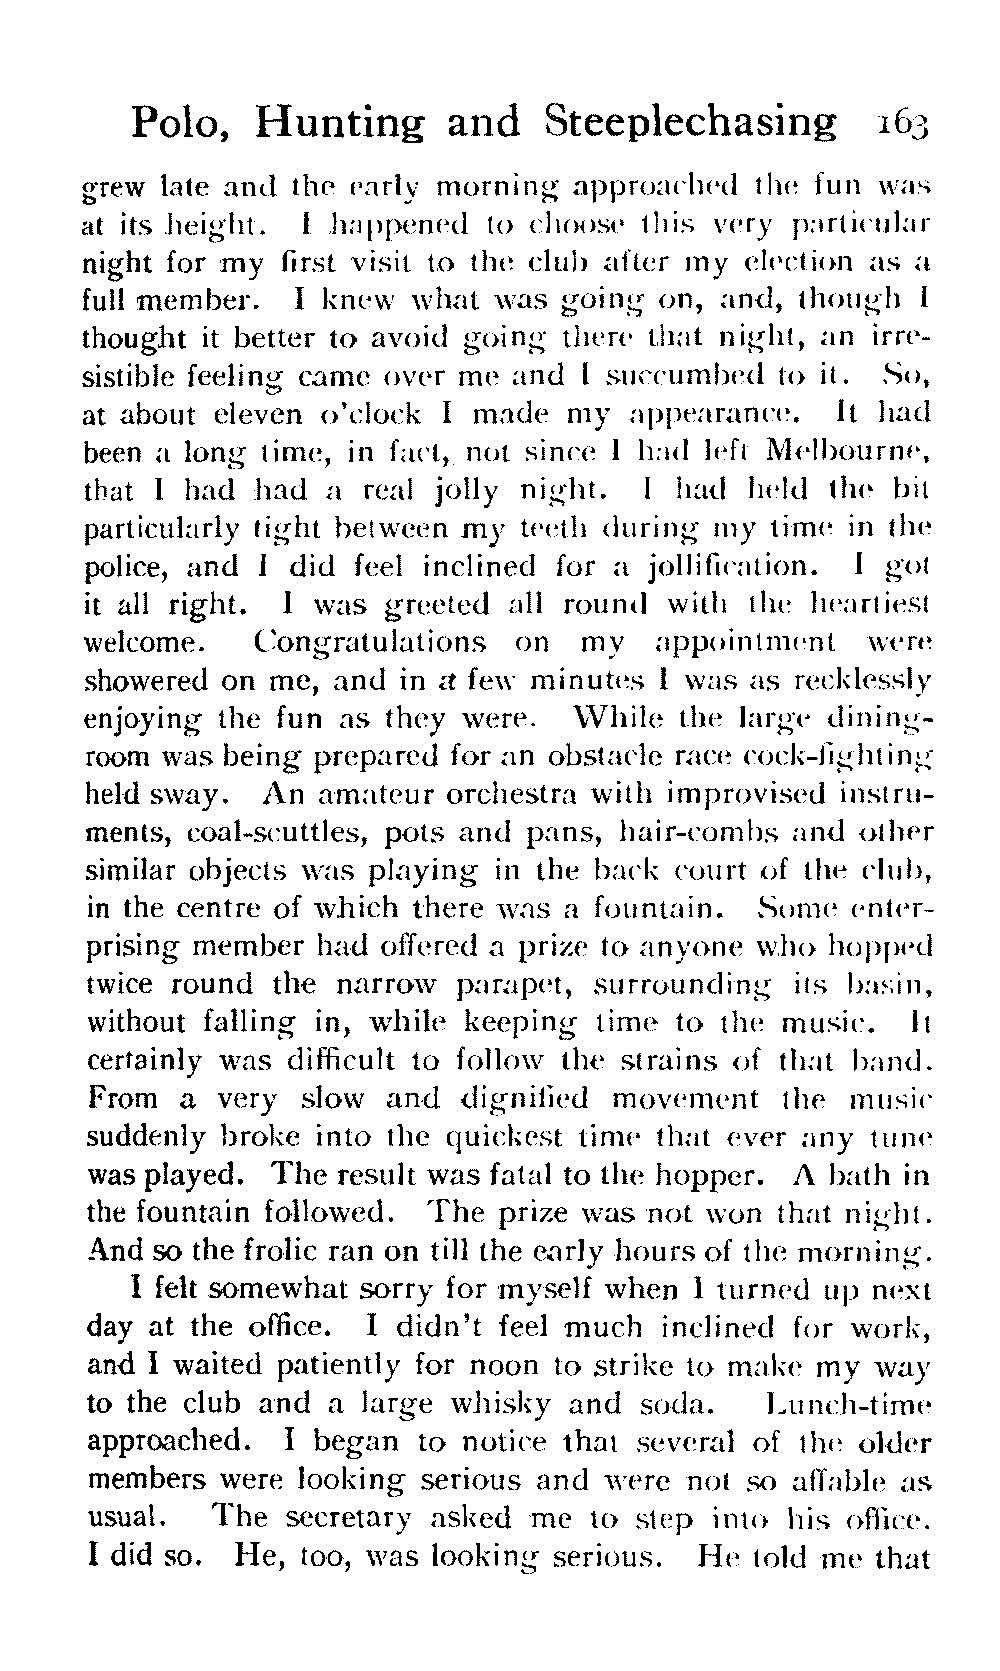 Polo, Hunting and Steeplechasing 163
grew late and the early morning approached the fun was
at its height. I happened to choose this very particular
night for my first visit to the club after my election as a
full member. I knew what was going on, and, though I
thought it better to avoid going there that night, an irre-
sistible feeling came over me and I succumbed to it. So,
at about eleven o'clock I made my appearance. It had
been a long time, in fact, not since I had left Melbourne,
that I had had a real jolly night. I had held the bit
particularly tight between my teeth during my time in the
police, and I did feel inclined for a jollification. I got
it all right. I was greeted all round with the heartiest
welcome. Congratulations on my appointment were
showered on me, and in a few minutes I was as recklessly
enjoying the fun as they were. While the large dining-
room was being prepared for an obstacle race cock-fighting
held sway. An amateur orchestra with improvised instru-
ments, coal-scuttles, pots and pans, hair-combs and other
similar objects was playing in the back court of the club,
in the centre of which there was a fountain. Some enter-
prising member had offered a prize to anyone who hopped
twice round the narrow parapet, surrounding its basin,
without falling in, while keeping time to the music. It
certainly was difficult to follow the strains of that band.
From a very slow and dignified movement the music
suddenly broke into the quickest time that ever any tune
was played. The result was fatal to the hopper. A bath in
the fountain followed. The prize was not won that night.
And so the frolic ran on till the early hours of the morning.
I felt somewhat sorry for myself when I turned up next
day at the office. I didn't feel much inclined for work,
and I waited patiently for noon to strike to make my way
to the club and a large whisky and soda. Lunch-time
approached. I began to notice that several of the older
members were looking serious and were not so affable as
usual. The secretary asked me to step into his office.
I did so. He, too, was looking serious. He told me that